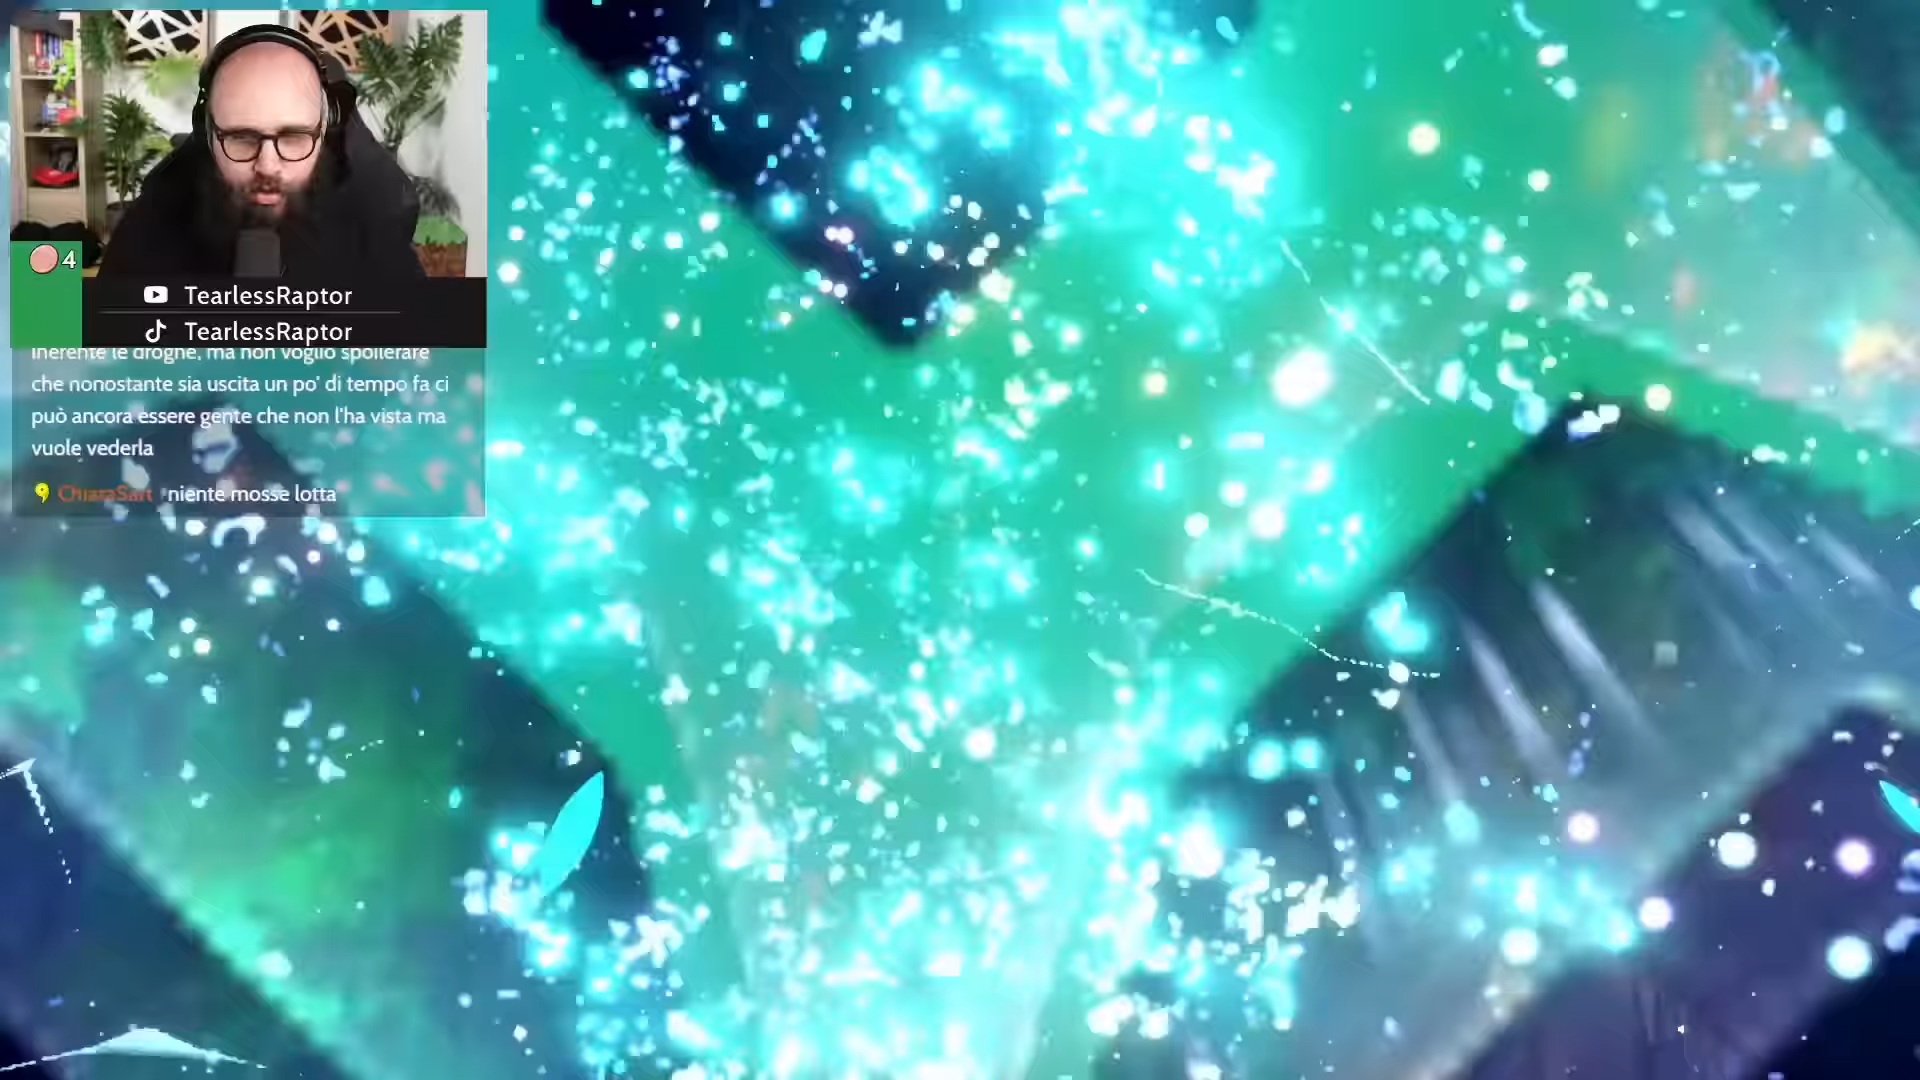 4
TearlessRaptor
TearlessRaptor
inerente le droghe, ma non voglio spoilerare
che nonostante sia uscita un po' di tempo fa ci
può ancora essere gente che non l'ha vista ma
vuole vederla
ChiaraSart niente mosse lotta